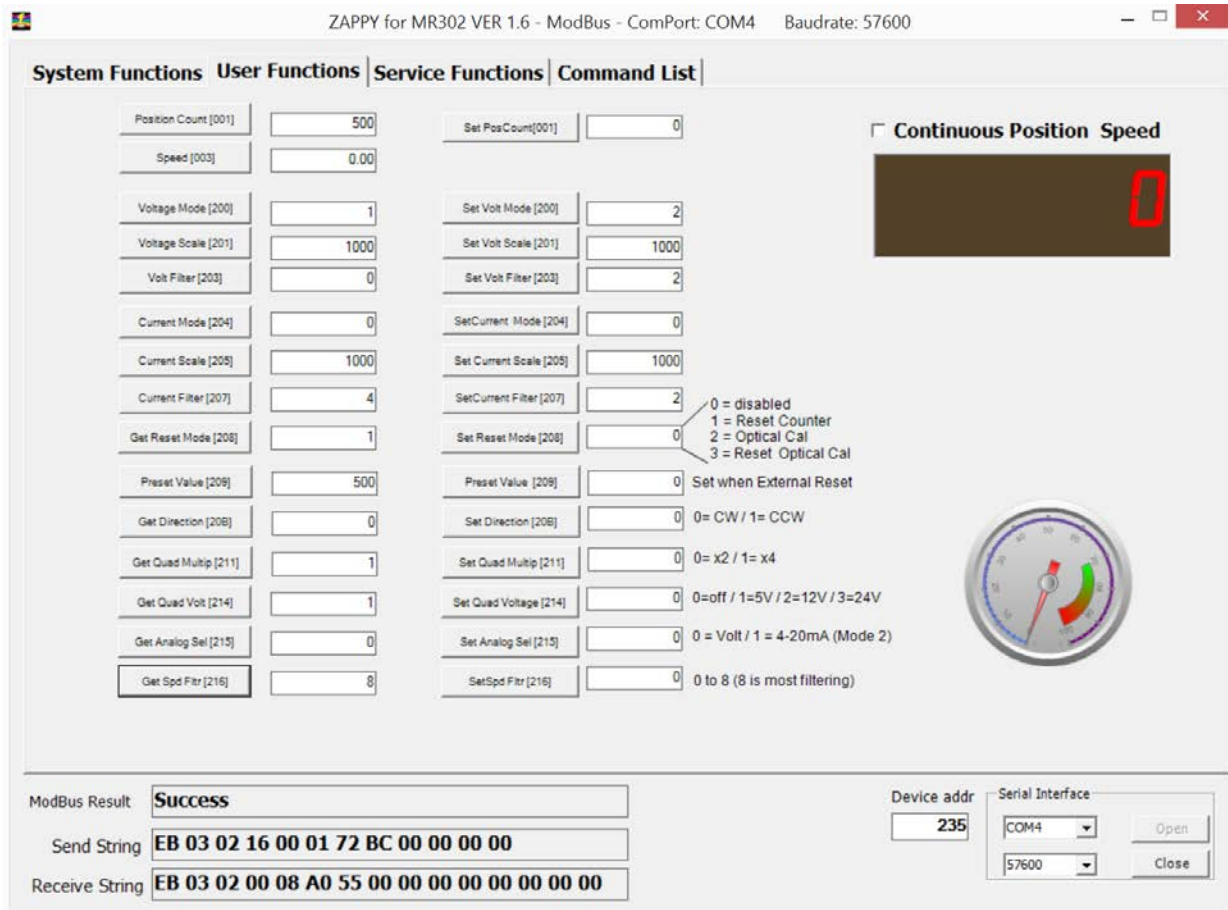 ZAPPY for MR302 VER 1.6 - ModBus - ComPort: COM4 Baudrate: 57600
System Functions User Functions Service Functions Command List
Position Count [001] 500 Set PosCount[001] 0
Continuous Position Speed
Speed [003] 0.00
0
Voltage Mode [200] 1 Set Volt Mode [200] 2
Voltage Scale [201] 1000 Set Volt Scale [201] 1000
Volt Filter [203] 0 Set Volt Filter [203] 2
Current Mode [204] 0 SetCurrent Mode [204] 0
Current Scale [205] 1000 Set Current Scale [205] 1000
Current Filter [207] 4 SetCurrent Filter [207] 2
0 = disabled
1 = Reset Counter
Get Reset Mode [208] 1 Set Reset Mode [208] 0 2 = Optical Cal
3 = Reset Optical Cal
Preset Value [209] 500 Preset Value [209] 0 Set when External Reset
Get Direction [20B] 0 Set Direction [20B] 0 0= CW / 1= CCW
Get Quad Multip [211] 1 Set Quad Multip [211] 0 0= x2 / 1= x4
Get Quad Volt [214] 1 Set Quad Voltage [214] 0 0=off / 1=5V / 2=12V / 3=24V
Get Analog Sel [215] 0 Set Analog Sel [215] 0 0 = Volt / 1 = 4-20mA (Mode 2)
Get Spd Fltr [216] 8 SetSpd Fltr [216] 0 0 to 8 (8 is most filtering)
ModBus Result Success
Device addr Serial Interface
235 COM4 Open
Send String EB 03 02 16 00 01 72 BC 00 00 00 00
57600 Close
Receive String EB 03 02 00 08 A0 55 00 00 00 00 00 00 00 00